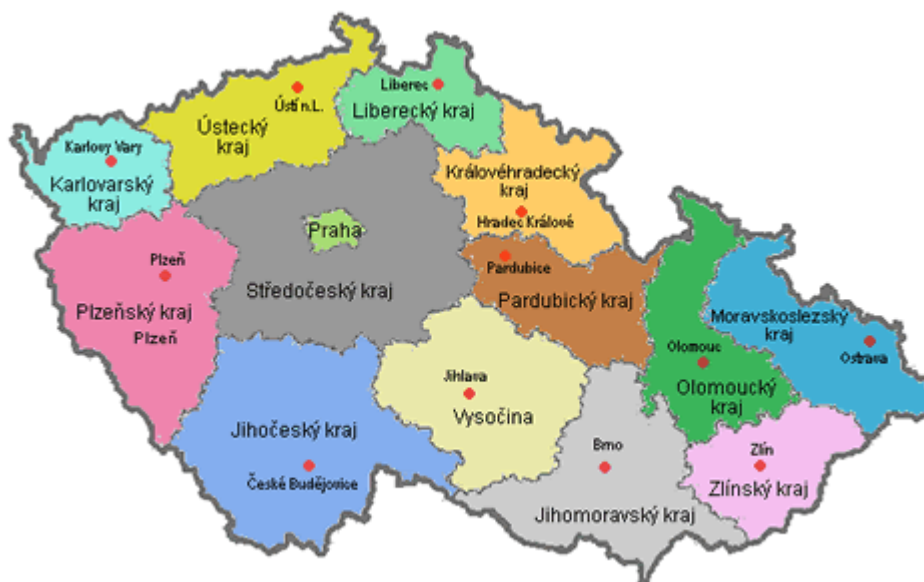 Liberec
Ústí n.L.
Liberecký kraj
Ústecký
kraj
Karlovy Vary
Karlovarský
kraj
Královéhradecký
kraj
Hradec Králové
Praha
Plzeň
Pardubice
Středočeský kraj
Pardubický kraj
Plzeňský kraj
Plzeň
Moravskoslezský
kraj
Olomouc
Ostrava
Jihlava
Olomoucký
kraj
Vysočina
Jihočeský kraj
Brno
Zlín
České Budějovice
Zlínský kraj
Jihomoravský kraj